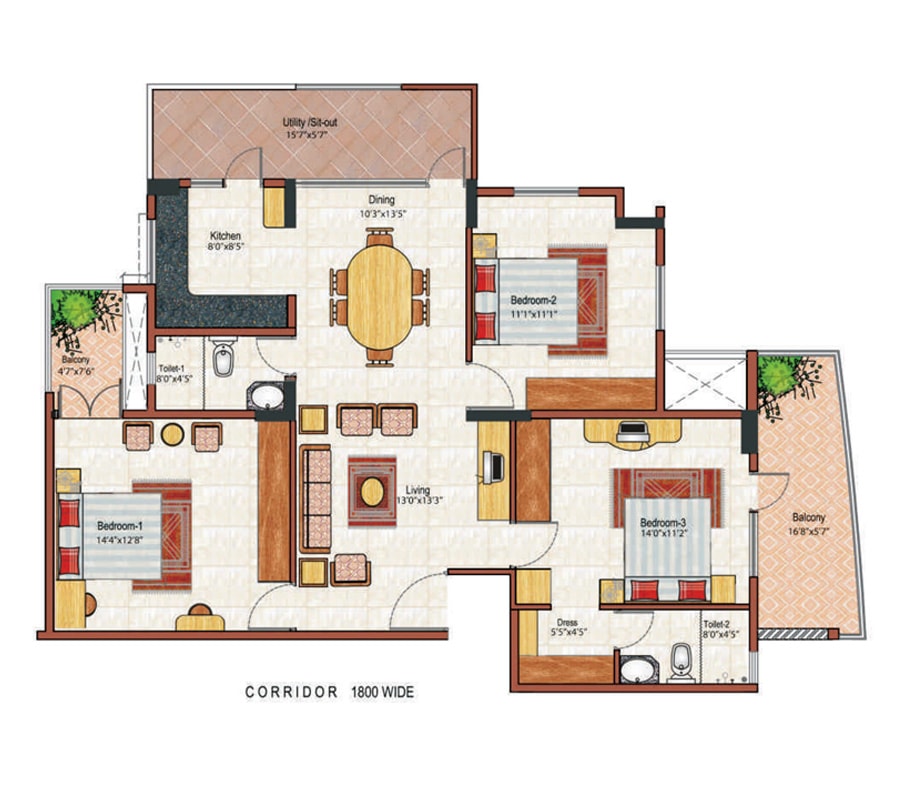 Utility /Sit-out
15'7"x5'7"
Dining
10'3"x13'5"
Kitchen
8'0"x8'5"
Bedroom-2
11'1"x11'1"
Balcony
4'7"x7'6"
Toilet-1
8'0"x4'5"
Living
13'0"x13'3"
Bedroom-1
14'4"x12'8"
Bedroom-3
14'0"x11'2"
Balcony
16'8"x5'7"
Dress
5'5"x4'5"
Toilet-2
8'0"x4'5"
CORRIDOR 1800 WIDE